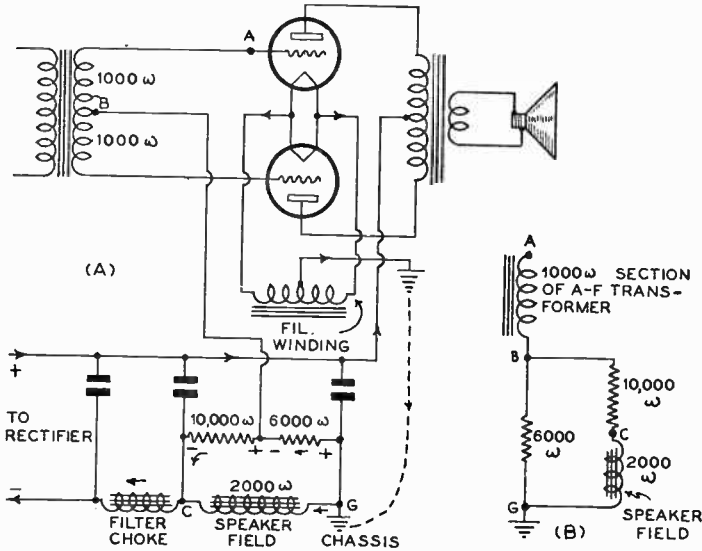 A
1000 ω
B
1000 ω
(A)
FIL.
WINDING
A
1000 ω SECTION
OF A-F TRANS-
FORMER
B
10,000
ω
6000
ω
C
2000
ω
G
(B)
SPEAKER
FIELD
+
TO
RECTIFIER
−
10,000 ω
6000 ω
− + - +
2000 ω
C
G
FILTER
CHOKE
SPEAKER
FIELD
CHASSIS